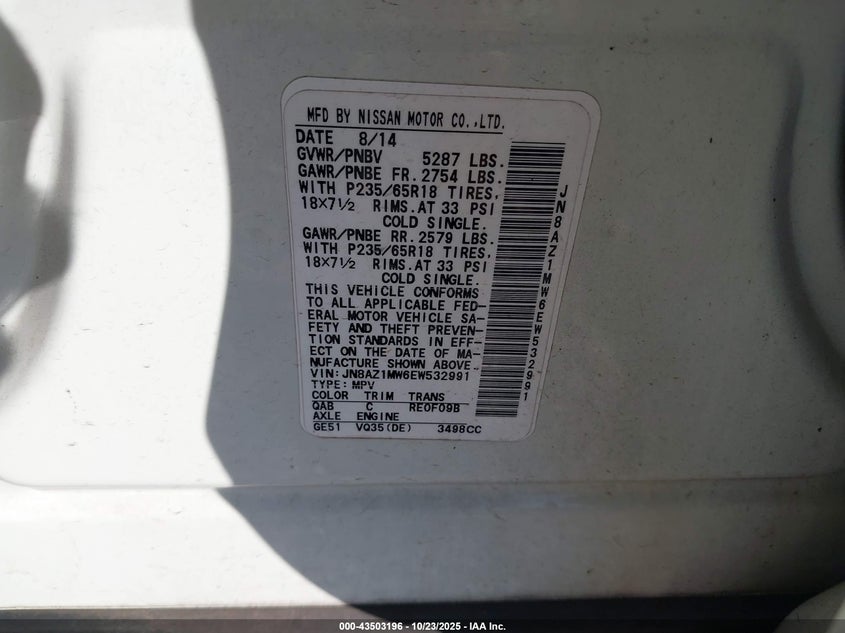 MFD BY NISSAN MOTOR CO.,LTD.
DATE 8/14
GVWR/PNBV 5287 LBS.
GAWR/PNBE FR. 2754 LBS.
WITH P235/65R18 TIRES,
18X7½ RIMS.AT 33 PSI
COLD SINGLE.
GAWR/PNBE RR. 2579 LBS.
WITH P235/65R18 TIRES,
18X7½ RIMS.AT 33 PSI
COLD SINGLE.
THIS VEHICLE CONFORMS
TO ALL APPLICABLE FED-
ERAL MOTOR VEHICLE SA-
FETY AND THEFT PREVEN-
TION STANDARDS IN EFF-
ECT ON THE DATE OF MA-
NUFACTURE SHOWN ABOVE.
VIN:JN8AZ1MW6EW532991
TYPE:MPV
COLOR TRIM TRANS
QAB C RE0F09B
AXLE ENGINE
GE51 VQ35(DE) 3498CC
JN8AZ1MW6EW532991
000-43503196 - 10/23/2025 - IAA Inc.